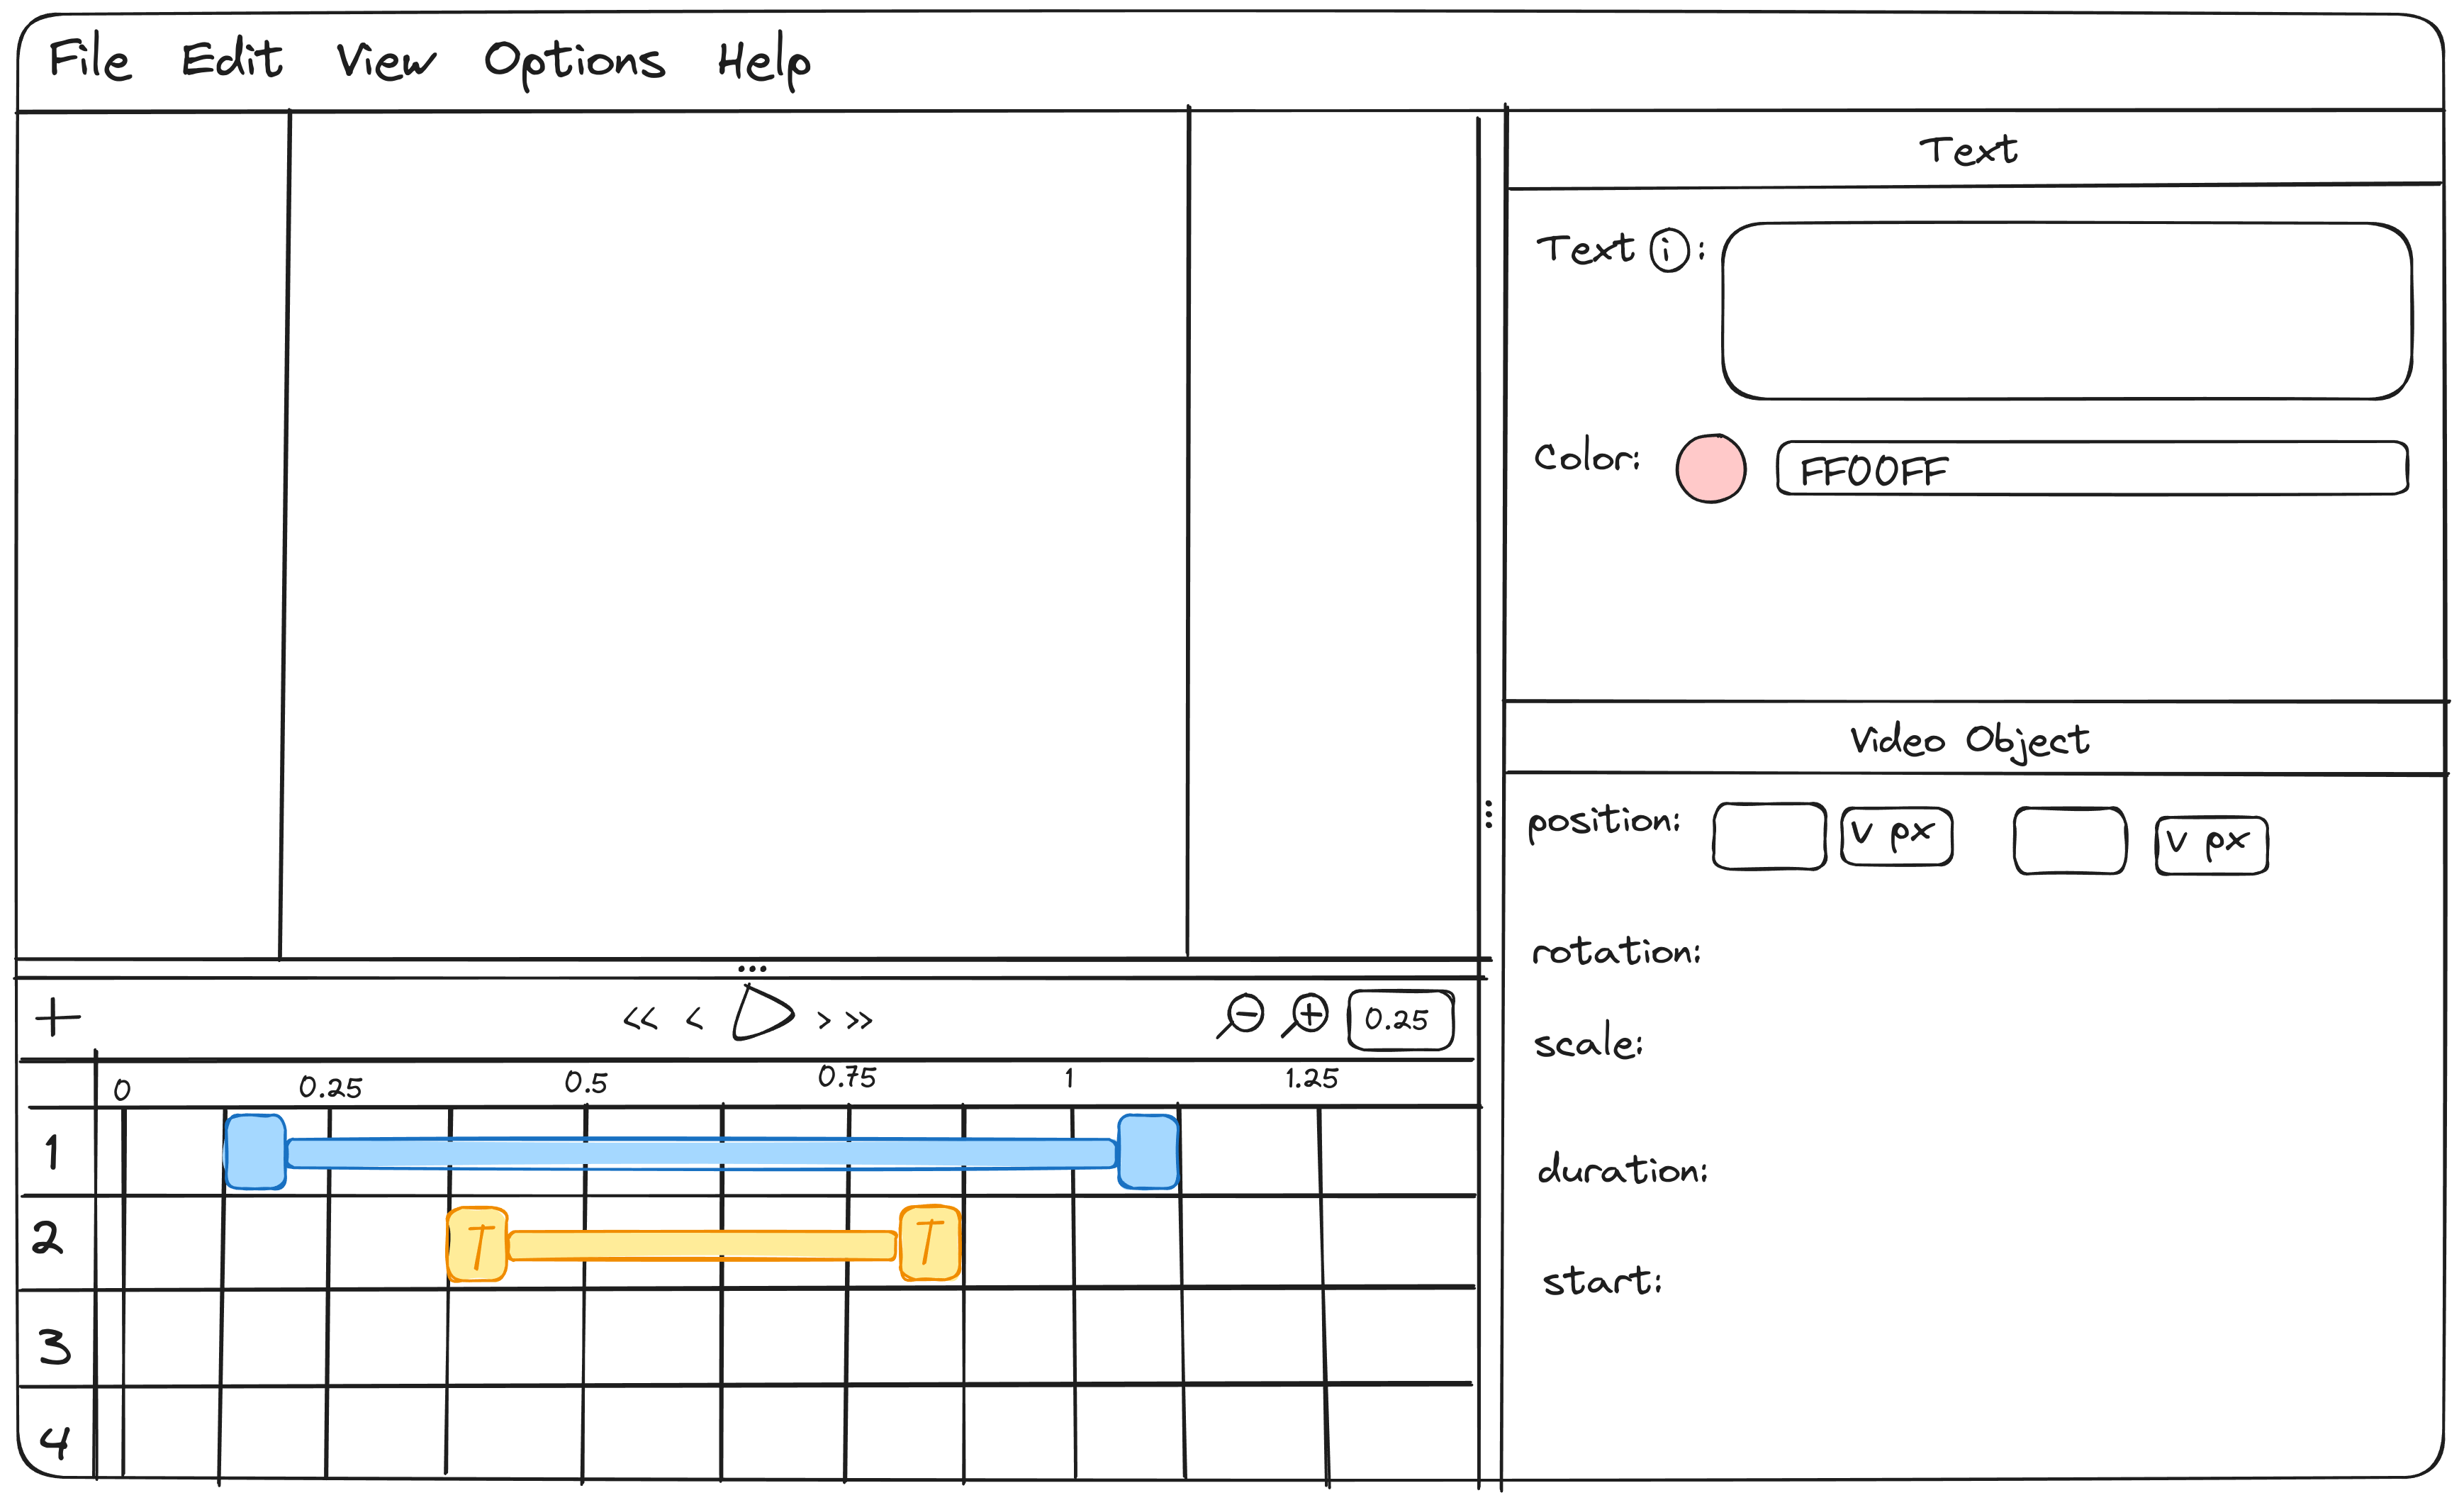 File Edit View Options Help
Text
Text i:
Color: FF00FF
Video Object
position: v px v px
rotation:
scale:
duration:
start:
+ << < > >> 0.25
0 0.25 0.5 0.75 1 1.25
1
2 T T
3
4